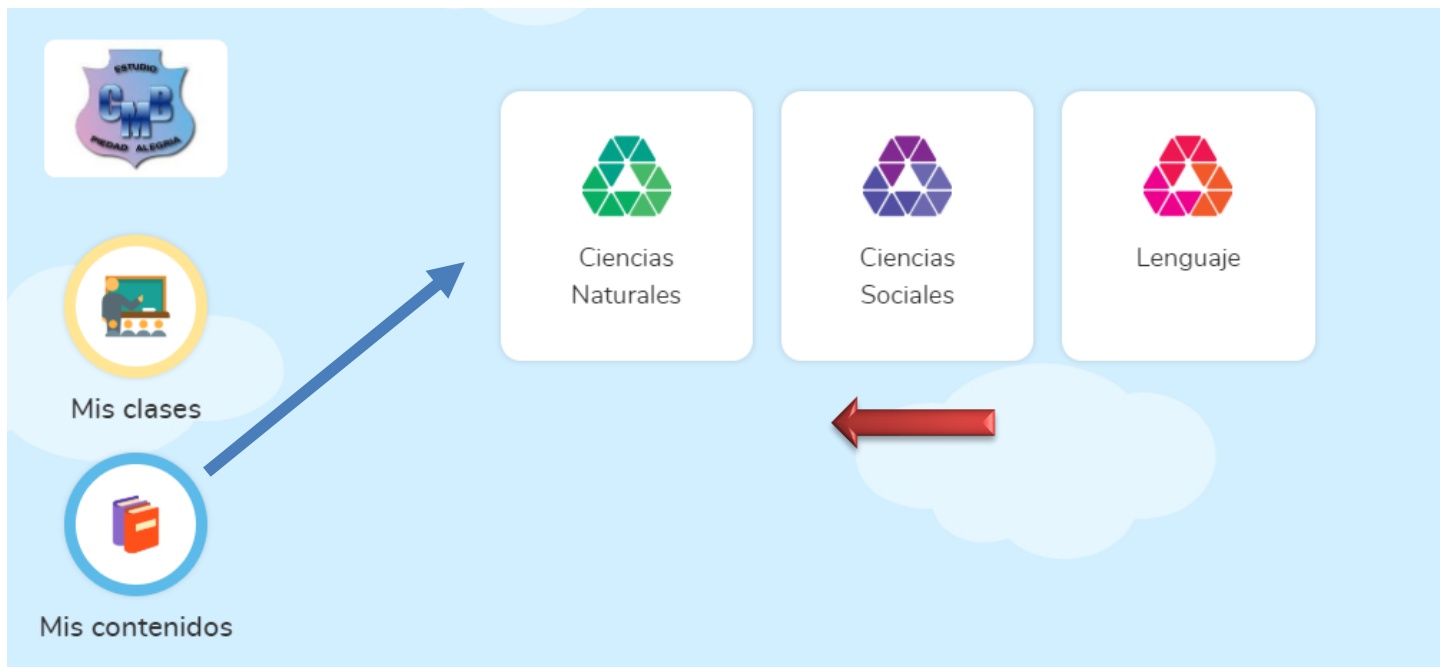 ESTUDIO
CMB
PIEDAD ALEGRIA
Ciencias
Naturales
Ciencias
Sociales
Lenguaje
Mis clases
Mis contenidos